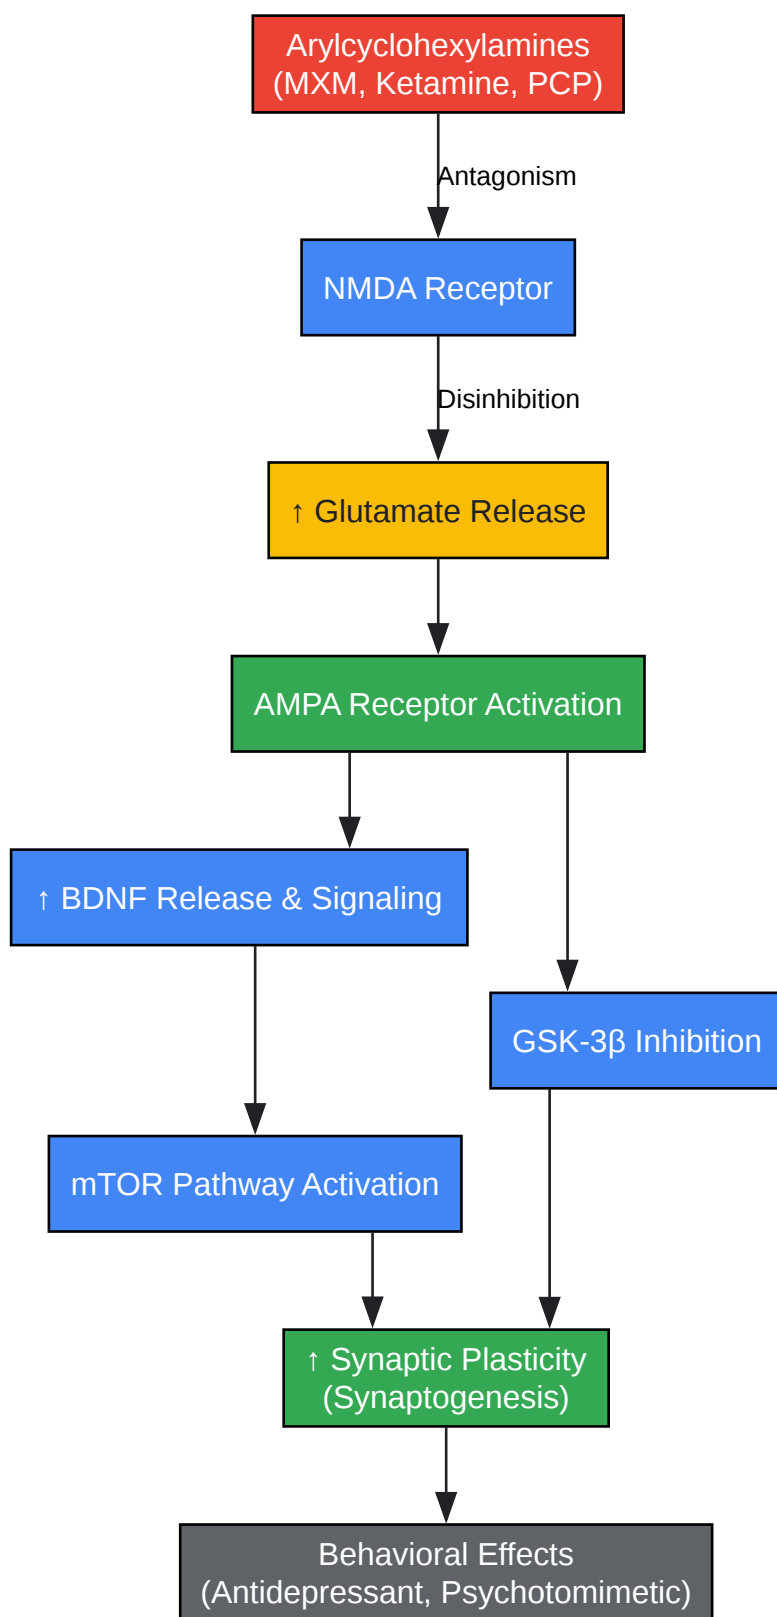 Arylcyclohexylamines
(MXM, Ketamine, PCP)
Antagonism
NMDA Receptor
Disinhibition
↑ Glutamate Release
AMPA Receptor Activation
↑ BDNF Release & Signaling
GSK-3β Inhibition
mTOR Pathway Activation
↑ Synaptic Plasticity
(Synaptogenesis)
Behavioral Effects
(Antidepressant, Psychotomimetic)